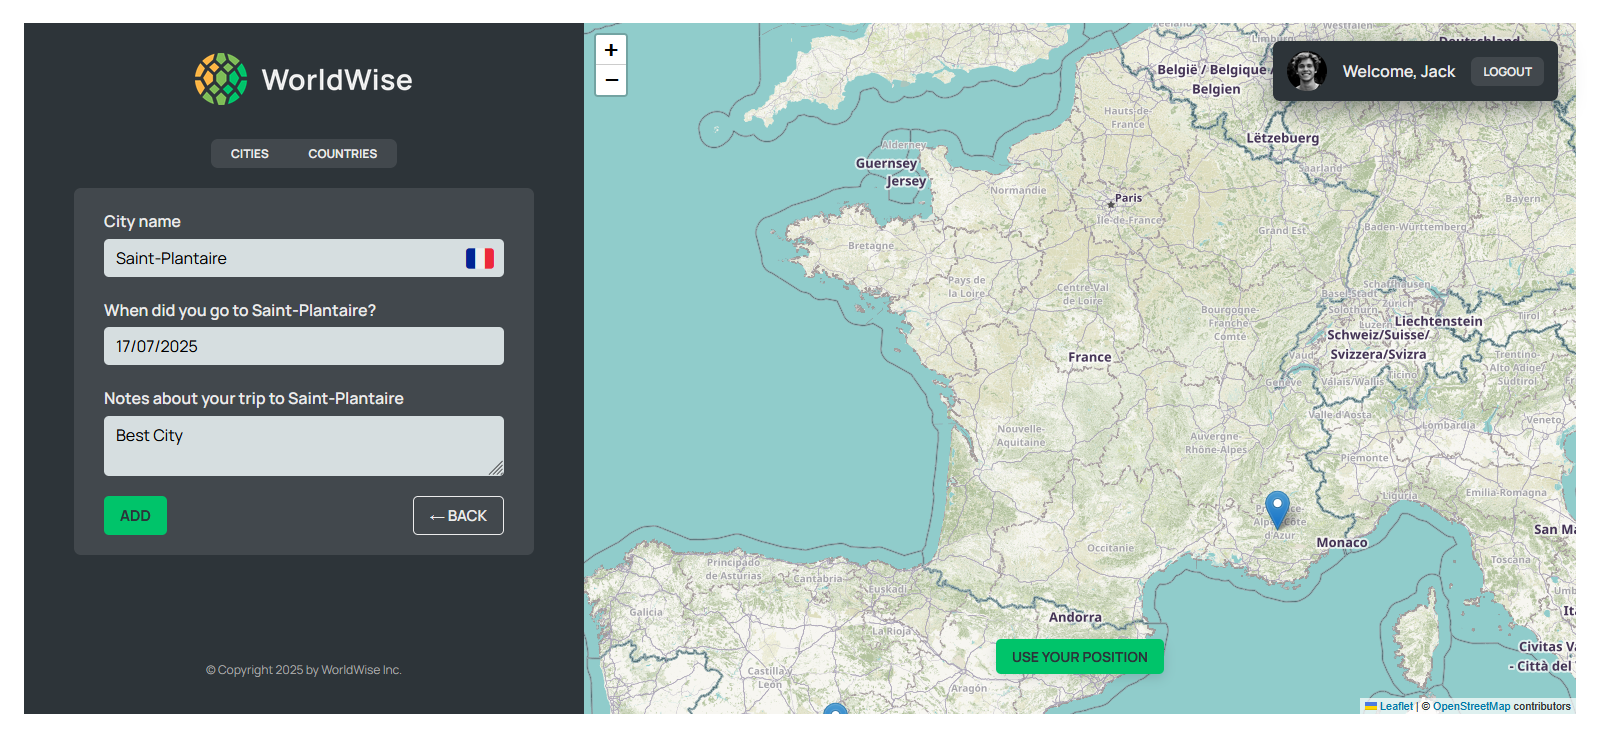 WorldWise
CITIES COUNTRIES
City name
Saint-Plantaire
When did you go to Saint-Plantaire?
17/07/2025
Notes about your trip to Saint-Plantaire
Best City
ADD
← BACK
© Copyright 2025 by WorldWise Inc.
+
−
Welcome, Jack
LOGOUT
Deutschland
België / Belgique
Belgien
Hauts-de-
France
Lëtzebuerg
Saarland
Alderney
Guernsey
Jersey
Normandie
Paris
Île-de-France
Bayern
Grand Est
Baden-Württemberg
Bretagne
Pays de
la Loire
Centre-Val
de Loire
Schaffhausen
Basel-Stadt
Zürich
Solothurn
Bourgogne-
Franche-
Comté
Luzern
Liechtenstein
Tirol
Schweiz/Suisse/
Svizzera/Svizra
Vaud
France
Trentino-
Alto Adige/
Südtirol
Ticino
Genève
Valais/Wallis
Valle d'Aosta
Lombardia
Veneto
Nouvelle-
Aquitaine
Auvergne-
Rhône-Alpes
Piemonte
Liguria
Emilia-Romagna
Provence-
Alpes-Côte
d'Azur
San Ma
Monaco
Occitanie
Toscana
Principado
de Asturias
Cantabria
Euskadi
Galicia
Andorra
La Rioja
Umb
Ita
USE YOUR POSITION
Castilla
León
Aragón
Civitas Va
- Città del
Leaflet | © OpenStreetMap contributors